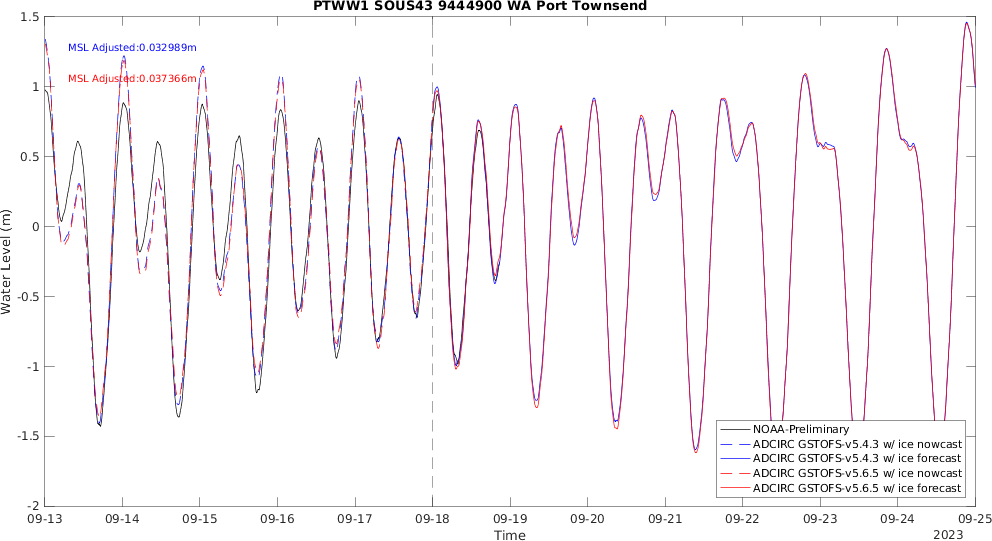 PTWW1 SOUS43 9444900 WA Port Townsend
MSL Adjusted:0.032989m
MSL Adjusted:0.037366m
1.5
1
0.5
0
-0.5
-1
-1.5
-2
Water Level (m)
NOAA-Preliminary
ADCIRC GSTOFS-v5.4.3 w/ ice nowcast
ADCIRC GSTOFS-v5.4.3 w/ ice forecast
ADCIRC GSTOFS-v5.6.5 w/ ice nowcast
ADCIRC GSTOFS-v5.6.5 w/ ice forecast
09-13 09-14 09-15 09-16 09-17 09-18 09-19 09-20 09-21 09-22 09-23 09-24 09-25
Time
2023